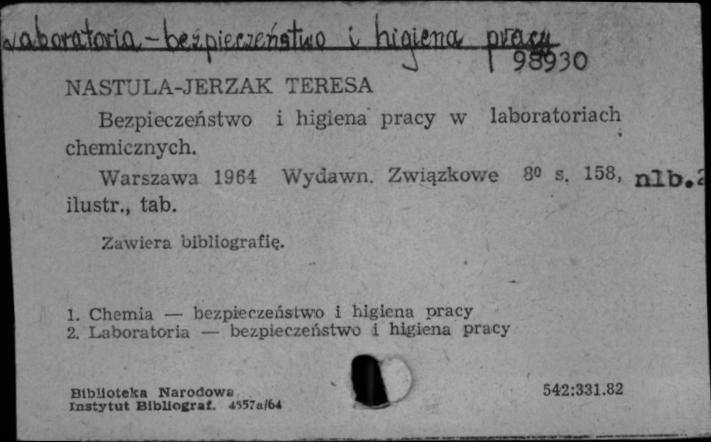 Laboratoria - bezpieczeństwo i higiena pracy
98930
NASTULA-JERZAK TERESA
Bezpieczeństwo i higiena pracy w laboratoriach
chemicznych.
Warszawa 1964 Wydawn. Związkowe 8⁰ s. 158, nlb.2
ilustr., tab.
Zawiera bibliografię.
1. Chemia — bezpieczeństwo i higiena pracy
2. Laboratoria — bezpieczeństwo i higiena pracy
Biblioteka Narodowa
Instytut Bibliograf. 4557a/64
542:331.82